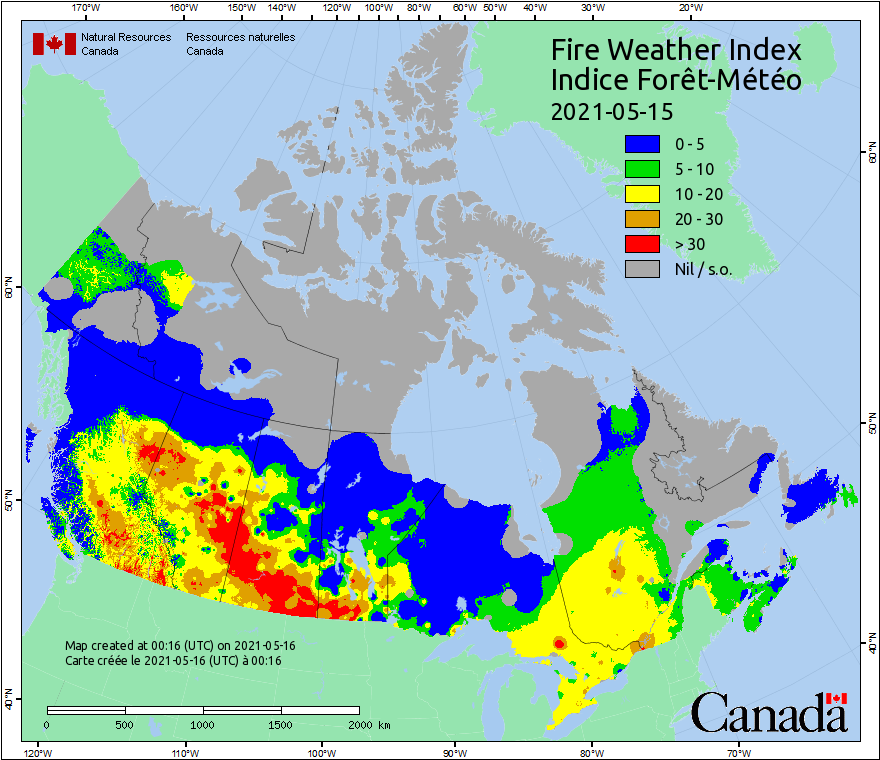 170°W 160°W 150°W 140°W 120°W 100°W 80°W 60°W 50°W 40°W 30°W 20°W
Natural Resources Ressources naturelles
Canada Canada
Fire Weather Index
Indice Forêt-Météo
2021-05-15
0 - 5
5 - 10
10 - 20
20 - 30
> 30
Nil / s.o.
60°N 60°N
50°N 50°N
40°N 40°N
Map created at 00:16 (UTC) on 2021-05-16
Carte créée le 2021-05-16 (UTC) à 00:16
0 500 1000 1500 2000 km
Canada
120°W 110°W 100°W 90°W 80°W 70°W